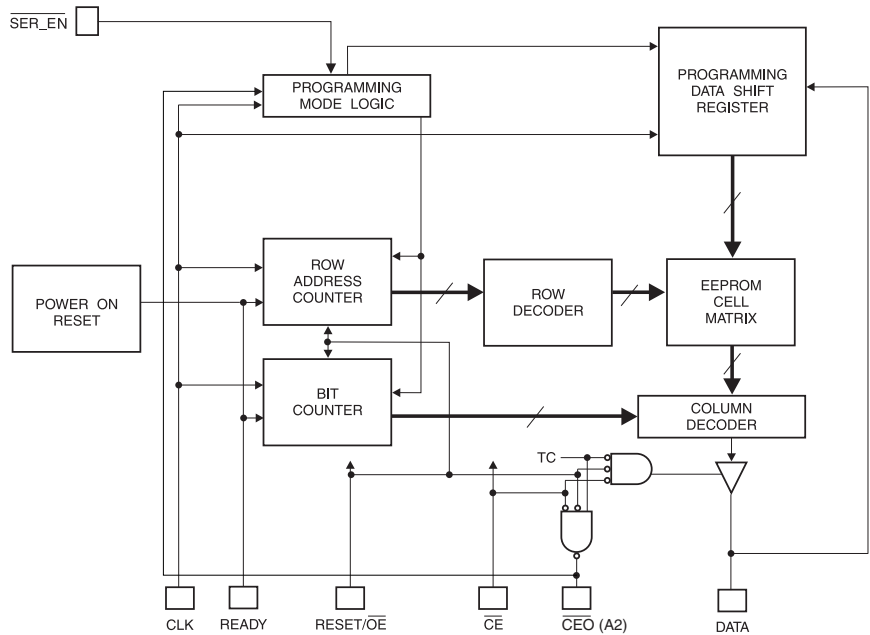 SER_EN
PROGRAMMING
MODE LOGIC
PROGRAMMING
DATA SHIFT
REGISTER
POWER ON
RESET
ROW
ADDRESS
COUNTER
ROW
DECODER
EEPROM
CELL
MATRIX
BIT
COUNTER
COLUMN
DECODER
TC
CLK
READY
RESET/OE
CE
CEO (A2)
DATA